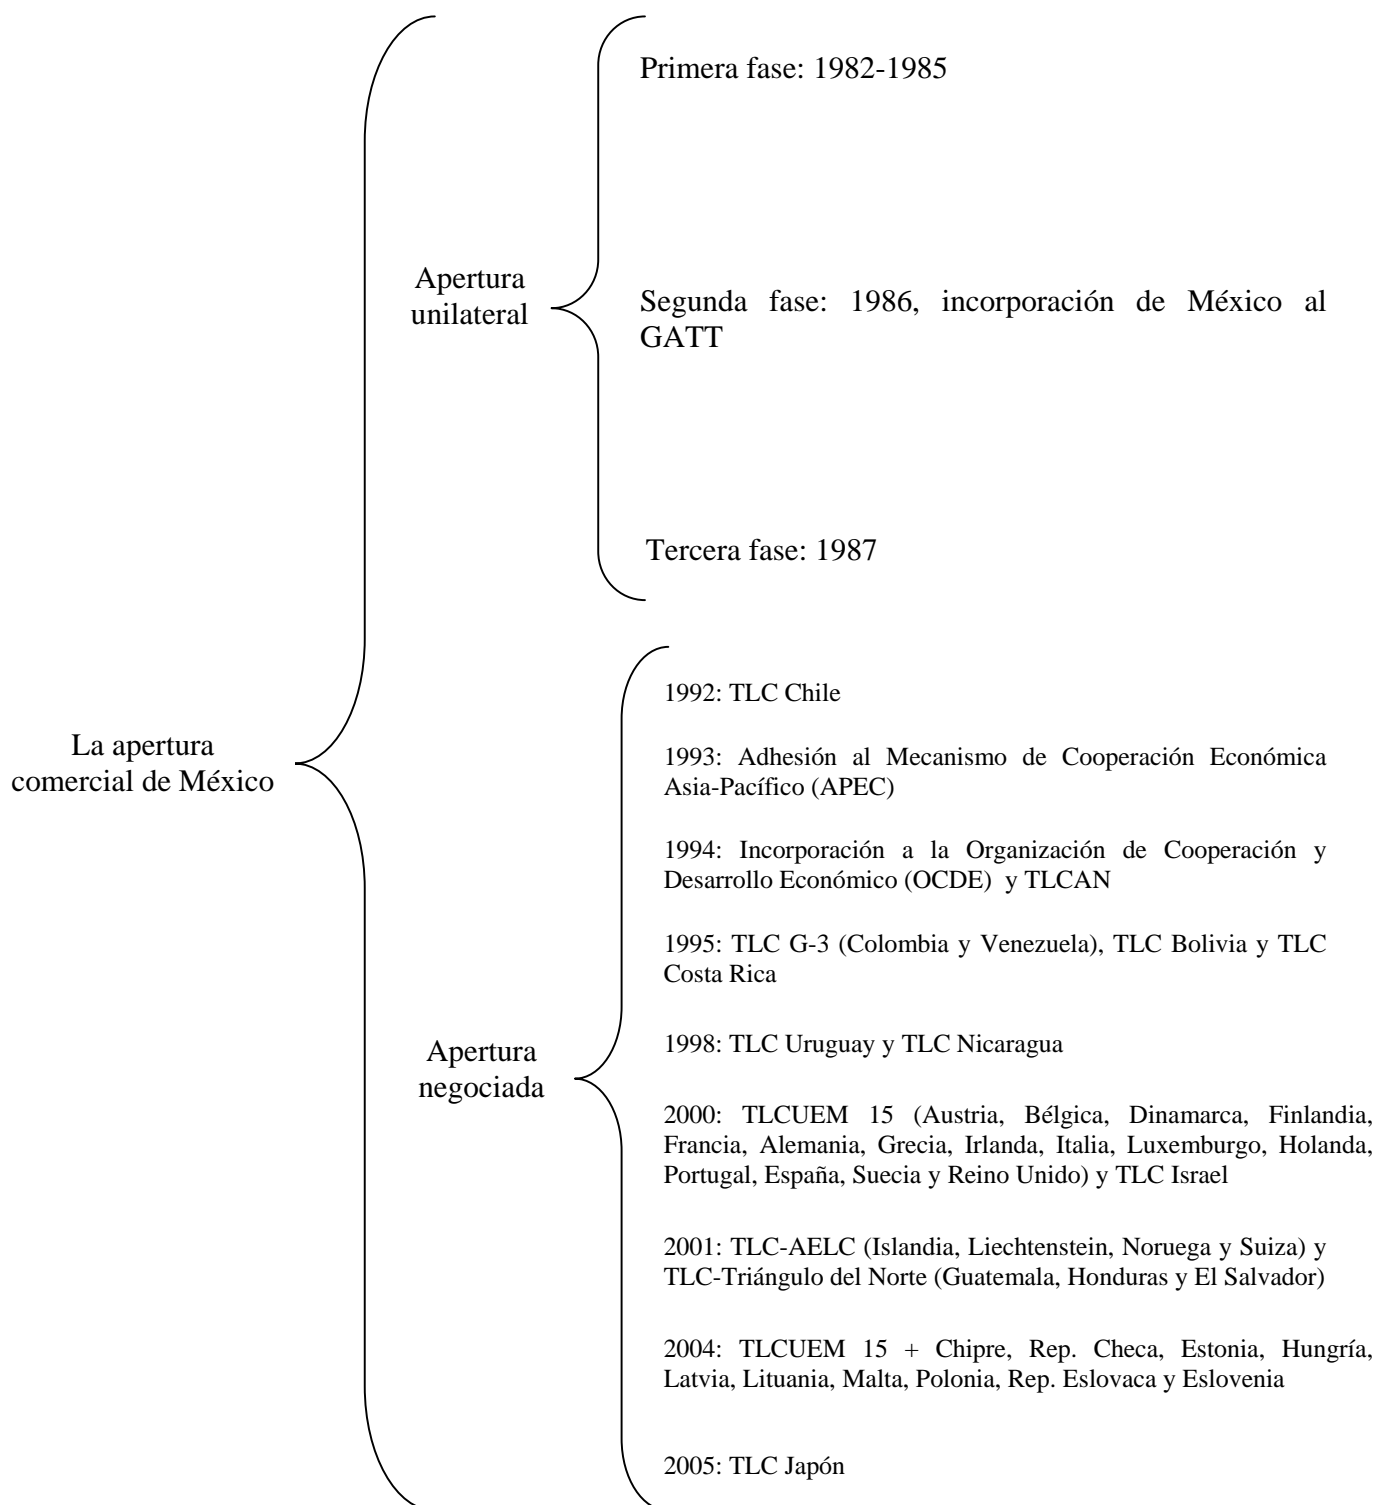 Primera fase: 1982-1985
Apertura
unilateral
Segunda fase: 1986, incorporación de México al
GATT
Tercera fase: 1987
La apertura
comercial de México
1992: TLC Chile
1993: Adhesión al Mecanismo de Cooperación Económica
Asia-Pacífico (APEC)
1994: Incorporación a la Organización de Cooperación y
Desarrollo Económico (OCDE) y TLCAN
1995: TLC G-3 (Colombia y Venezuela), TLC Bolivia y TLC
Costa Rica
Apertura
negociada
1998: TLC Uruguay y TLC Nicaragua
2000: TLCUEM 15 (Austria, Bélgica, Dinamarca, Finlandia,
Francia, Alemania, Grecia, Irlanda, Italia, Luxemburgo, Holanda,
Portugal, España, Suecia y Reino Unido) y TLC Israel
2001: TLC-AELC (Islandia, Liechtenstein, Noruega y Suiza) y
TLC-Triángulo del Norte (Guatemala, Honduras y El Salvador)
2004: TLCUEM 15 + Chipre, Rep. Checa, Estonia, Hungría,
Latvia, Lituania, Malta, Polonia, Rep. Eslovaca y Eslovenia
2005: TLC Japón